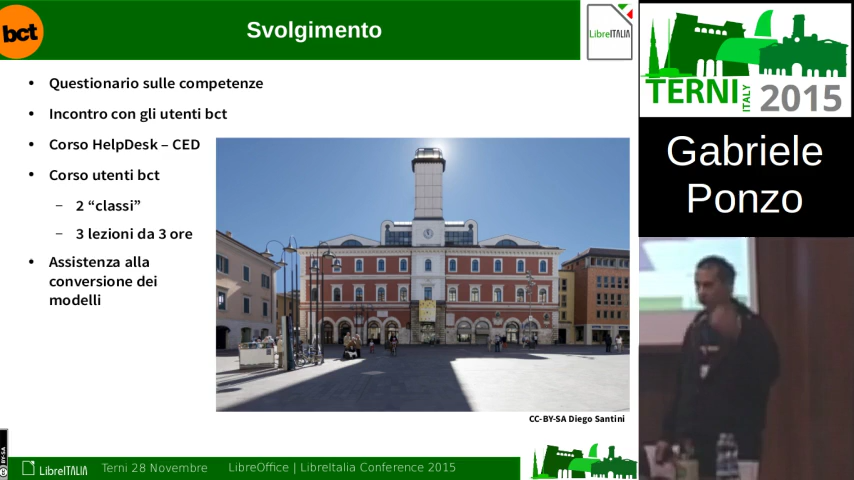 bct
Svolgimento
LibreITALIA
• Questionario sulle competenze
• Incontro con gli utenti bct
• Corso HelpDesk – CED
• Corso utenti bct
– 2 “classi”
– 3 lezioni da 3 ore
• Assistenza alla
conversione dei
modelli
CC-BY-SA Diego Santini
BY-SA
LibreITALIA Terni 28 Novembre LibreOffice | LibreItalia Conference 2015
TERNI
ITALY
2015
Gabriele
Ponzo